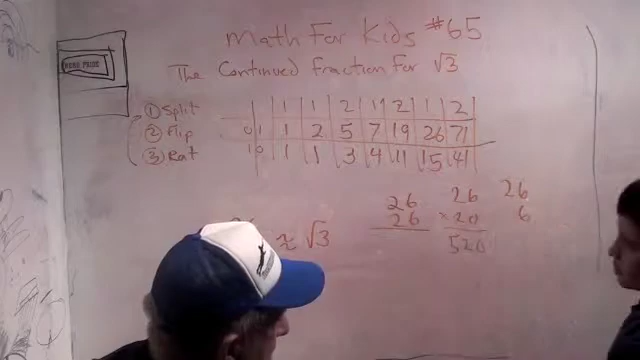 Math For Kids #65
The Continued Fraction For √3
① Split
② Flip
③ Rat
1 1 2 1 2 1 2
0 1 1 2 5 7 19 26 71
1 0 1 1 3 4 11 15 41
26 26 26
26 ×20 6
520
≈ √3